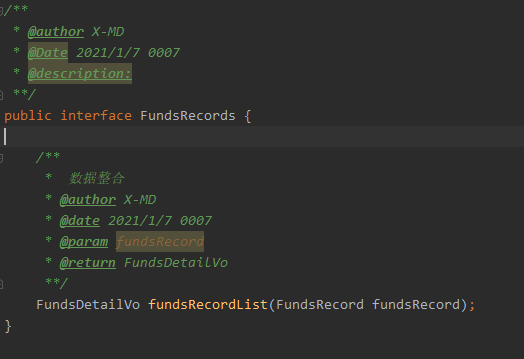 /**
 * @author X-MD
 * @Date 2021/1/7 0007
 * @description:
 **/
public interface FundsRecords {
/**
 *  数据整合
 * @author X-MD
 * @date 2021/1/7 0007
 * @param fundsRecord
 * @return FundsDetailVo
 **/
FundsDetailVo fundsRecordList(FundsRecord fundsRecord);
}